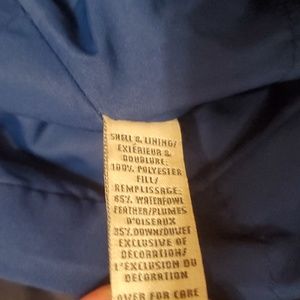 SHELL & LINING/
EXTÉRIEUR &
DOUBLURE:
100% POLYESTER
FILL/
REMPLISSAGE:
65% WATERFOWL
FEATHER/PLUMES
D'OISEAUX
35% DOWN/DUVET
EXCLUSIVE OF
DECORATION/
L'EXCLUSION DU
DECORATION
OVER FOR CARE